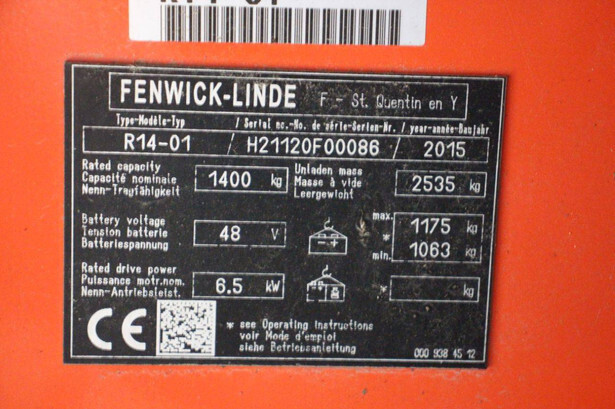 FENWICK-LINDE F - St. Quentin en Y
Type-Modèle-Typ / Serial no.-No. de série-Serien-Nr. / year-année-Baujahr
R14-01 / H21120F00086 / 2015
Rated capacity
Capacité nominale
Nenn-Tragfähigkeit
1400 kg
Unladen mass
Masse à vide
Leergewicht
2535 kg
Battery voltage
Tension batterie
Batteriespannung
48 V
- +
max. 1175 kg
*
min. 1063 kg
Rated drive power
Puissance motr.nom.
Nenn-Antriebsleist.
6.5 kW
* kg
CE
* see Operating instructions
voir Mode d'emploi
siehe Betriebsanleitung
000 938 45 12